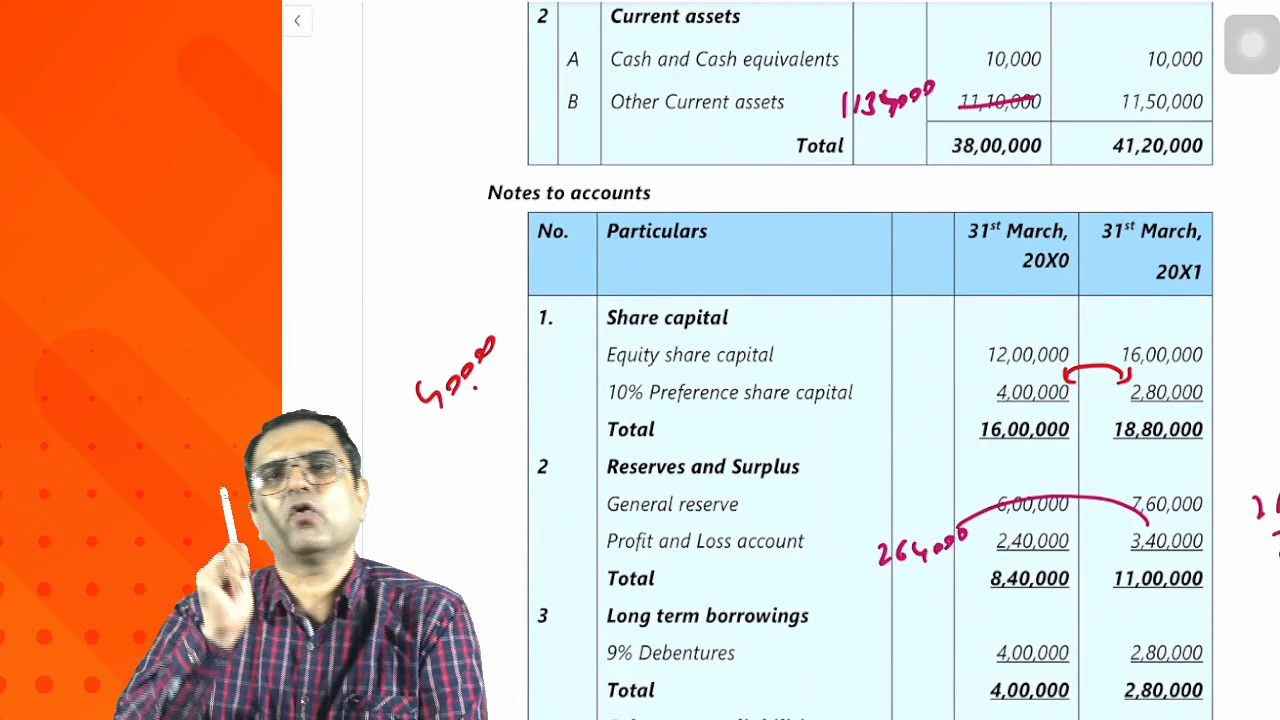 2 Current assets
A Cash and Cash equivalents 10,000 10,000
B Other Current assets 1134000 11,10,000 11,50,000
Total 38,00,000 41,20,000
Notes to accounts
No. Particulars 31st March, 20X0 31st March, 20X1
1. Share capital
Equity share capital 12,00,000 16,00,000
10% Preference share capital 4,00,000 2,80,000
Total 16,00,000 18,80,000
2 Reserves and Surplus
General reserve 6,00,000 7,60,000
Profit and Loss account 264000 2,40,000 3,40,000
Total 8,40,000 11,00,000
3 Long term borrowings
9% Debentures 4,00,000 2,80,000
Total 4,00,000 2,80,000